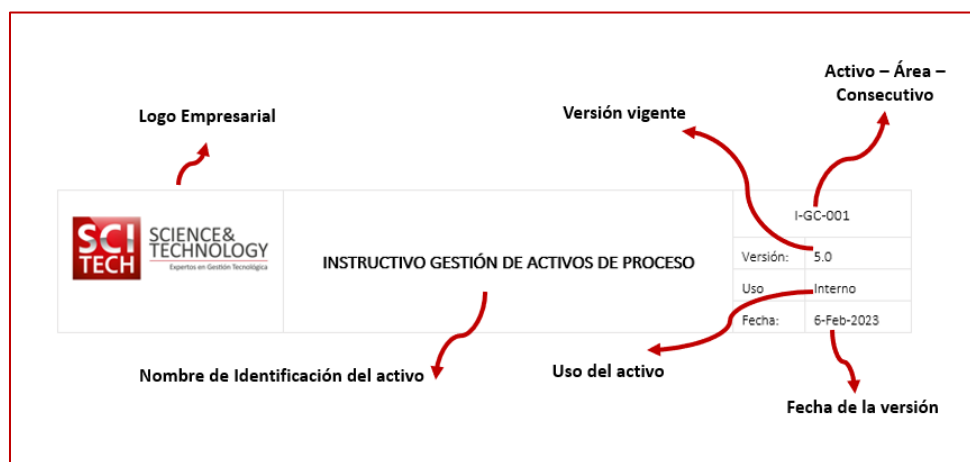 Activo – Área –
Consecutivo
Logo Empresarial
Versión vigente
SCI
TECH
SCIENCE&
TECHNOLOGY
Expertos en Gestión Tecnológica
INSTRUCTIVO GESTIÓN DE ACTIVOS DE PROCESO
I-GC-001
Versión: 5.0
Uso Interno
Fecha: 6-Feb-2023
Nombre de Identificación del activo
Uso del activo
Fecha de la versión